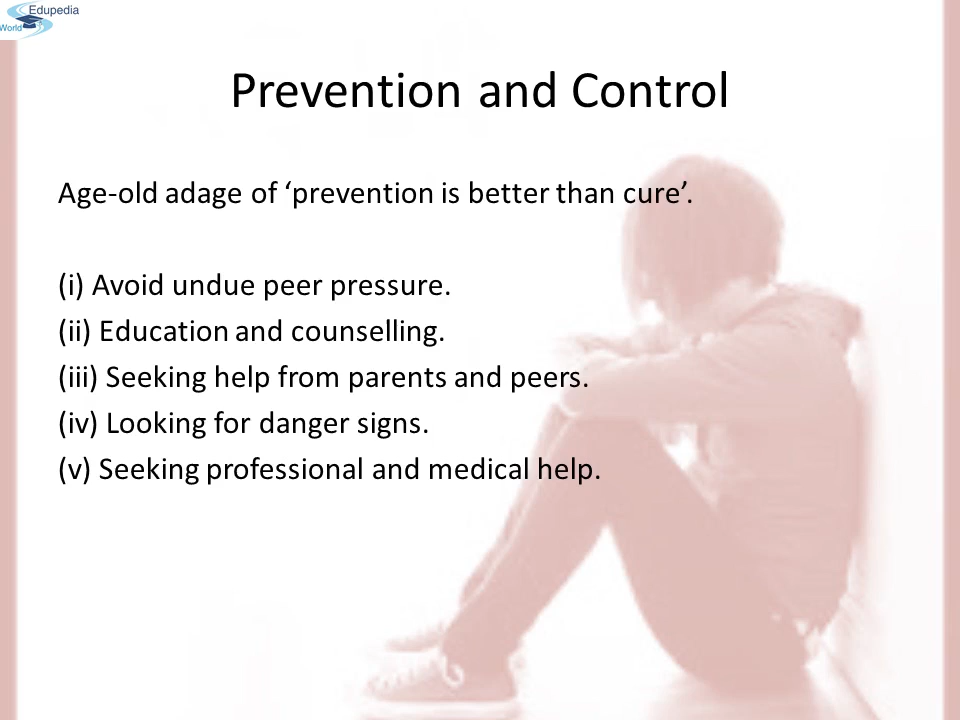 Edupedia
World
Prevention and Control
Age-old adage of ‘prevention is better than cure’.
(i) Avoid undue peer pressure.
(ii) Education and counselling.
(iii) Seeking help from parents and peers.
(iv) Looking for danger signs.
(v) Seeking professional and medical help.